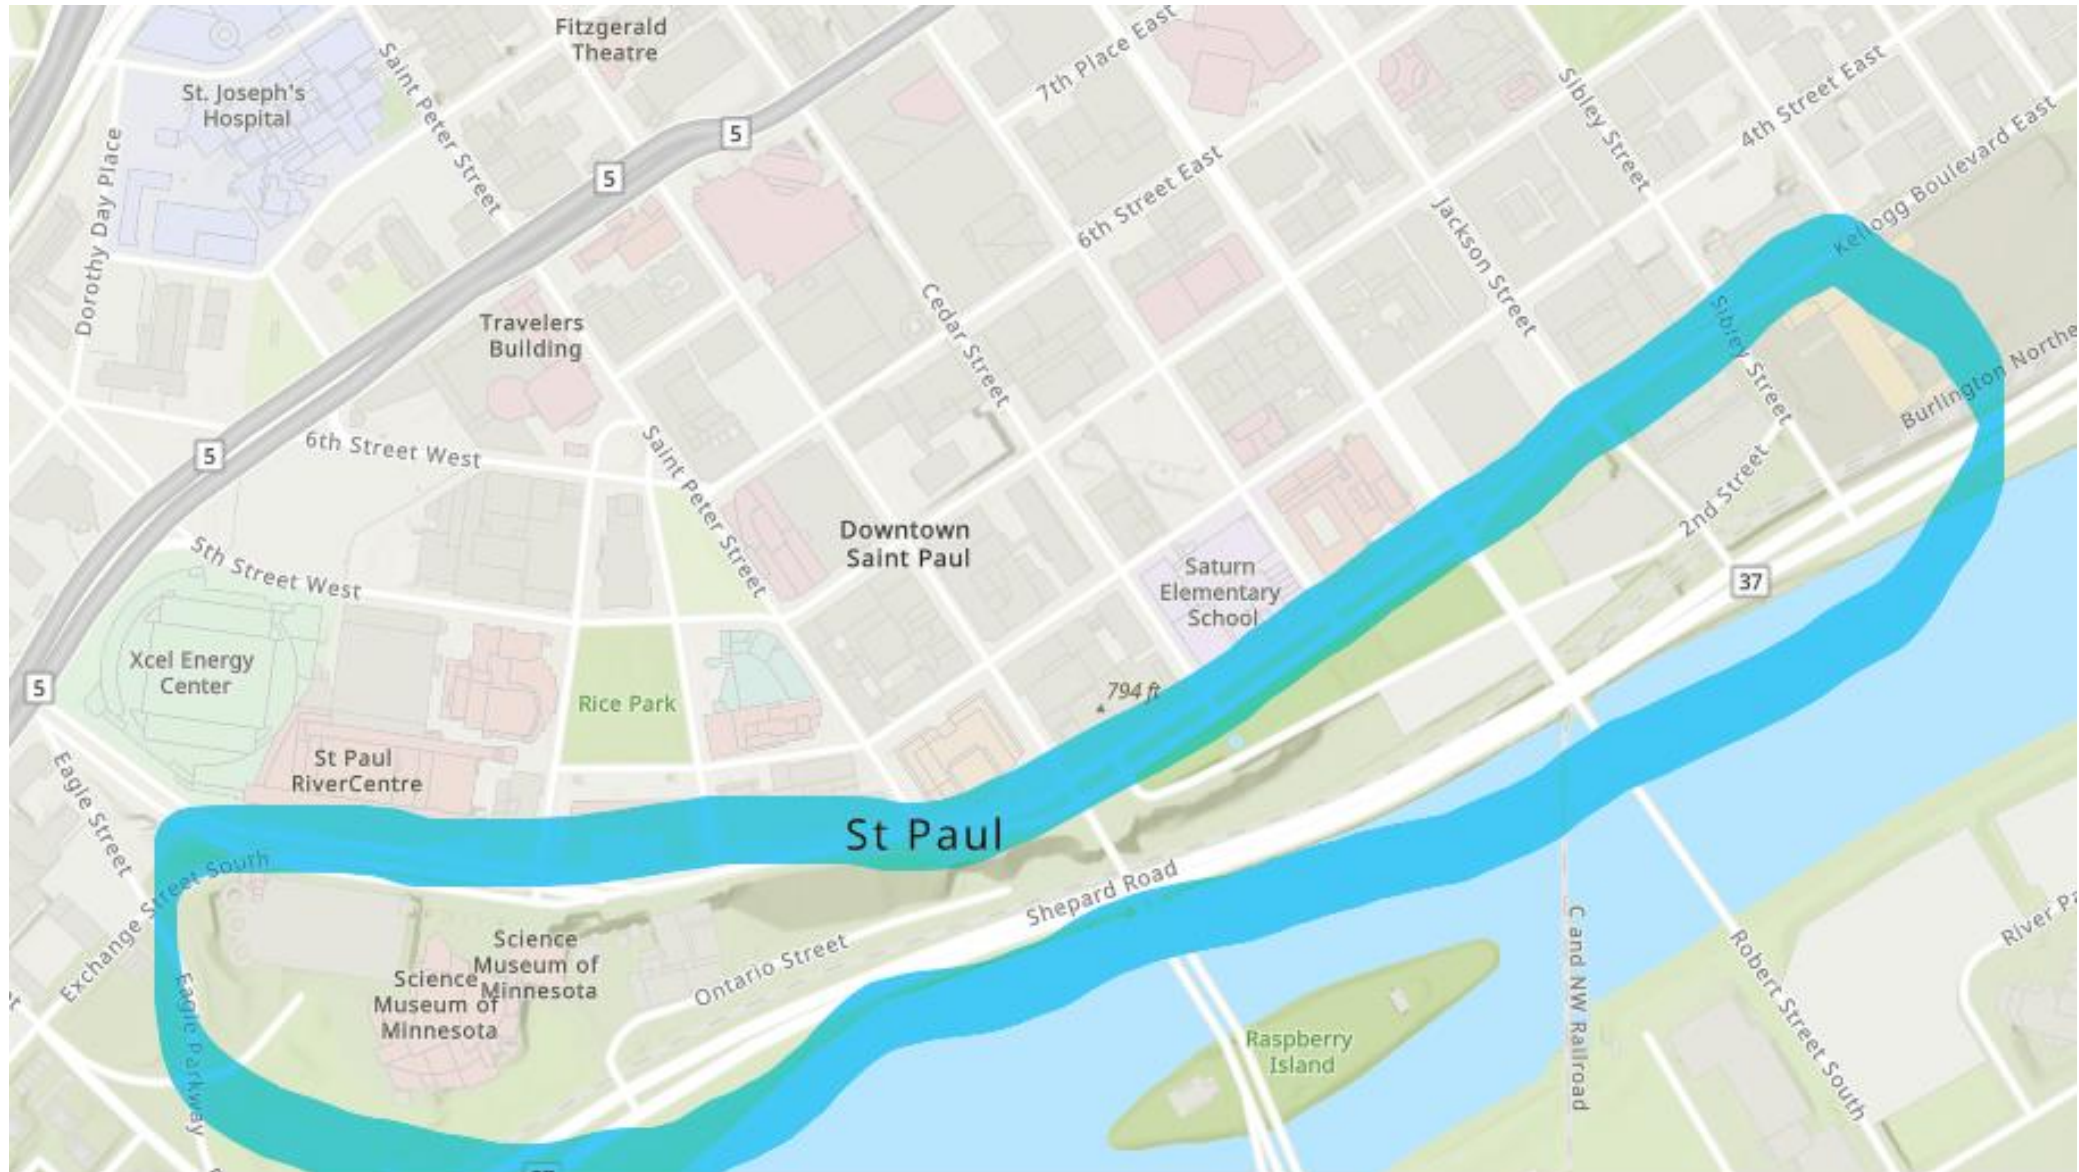 Fitzgerald
Theatre
7th Place East
St. Joseph's
Hospital
Saint Peter Street
5
5
Sibley Street
4th Street East
Kellogg Boulevard East
Dorothy Day Place
6th Street East
Jackson Street
Travelers
Building
Cedar Street
Sibley Street
Burlington Northe
5
6th Street West
Saint Peter Street
2nd Street
5th Street West
Downtown
Saint Paul
Saturn
Elementary
School
37
Xcel Energy
Center
5
Rice Park
794 ft
St Paul
RiverCentre
Eagle Street
St Paul
Exchange Street South
Shepard Road
Science
Museum of
Minnesota
Science
Museum of
Minnesota
Ontario Street
C and NW Railroad
Robert Street South
River Pa
Eagle Parkway
Raspberry
Island